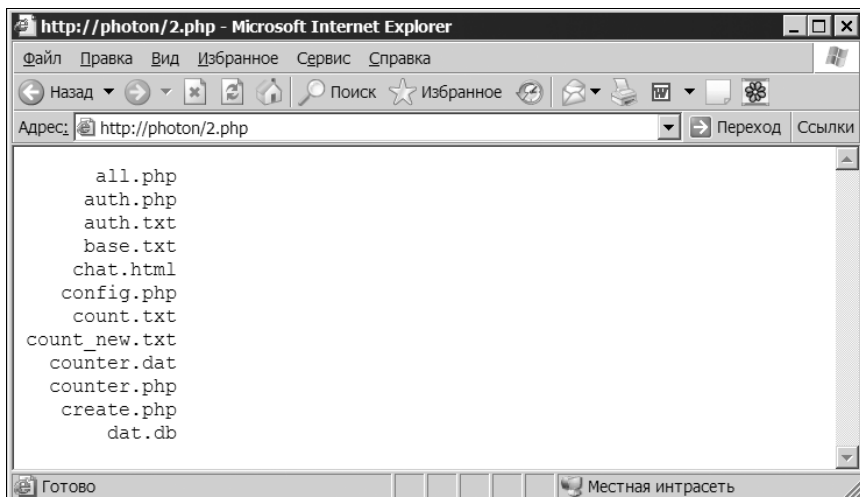 http://photon/2.php - Microsoft Internet Explorer
Файл Правка Вид Избранное Сервис Справка
Назад Поиск Избранное
Адрес: http://photon/2.php Переход Ссылки
all.php
auth.php
auth.txt
base.txt
chat.html
config.php
count.txt
count_new.txt
counter.dat
counter.php
create.php
dat.db
Готово Местная интрасеть